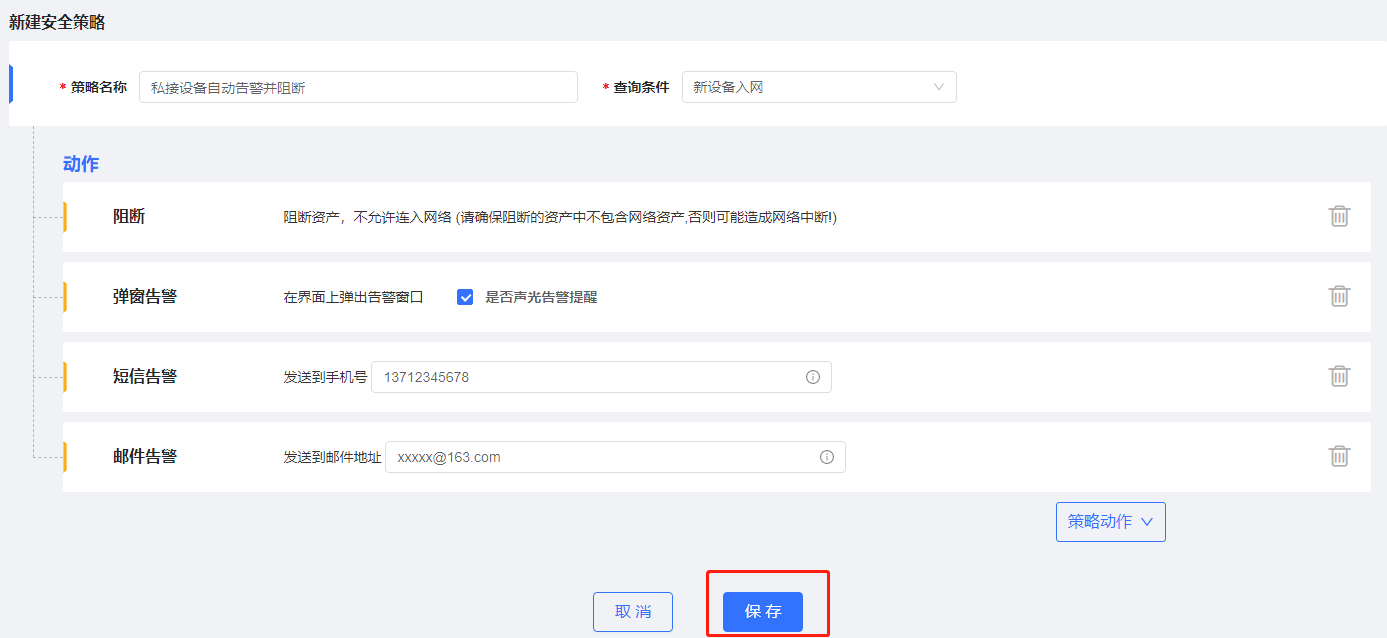 新建安全策略
* 策略名称 私接设备自动告警并阻断 * 查询条件 新设备入网
动作
阻断 阻断资产，不允许连入网络 (请确保阻断的资产中不包含网络资产,否则可能造成网络中断!)
弹窗告警 在界面上弹出告警窗口 是否声光告警提醒
短信告警 发送到手机号 13712345678
邮件告警 发送到邮件地址 xxxxx@163.com
策略动作
取 消 保 存